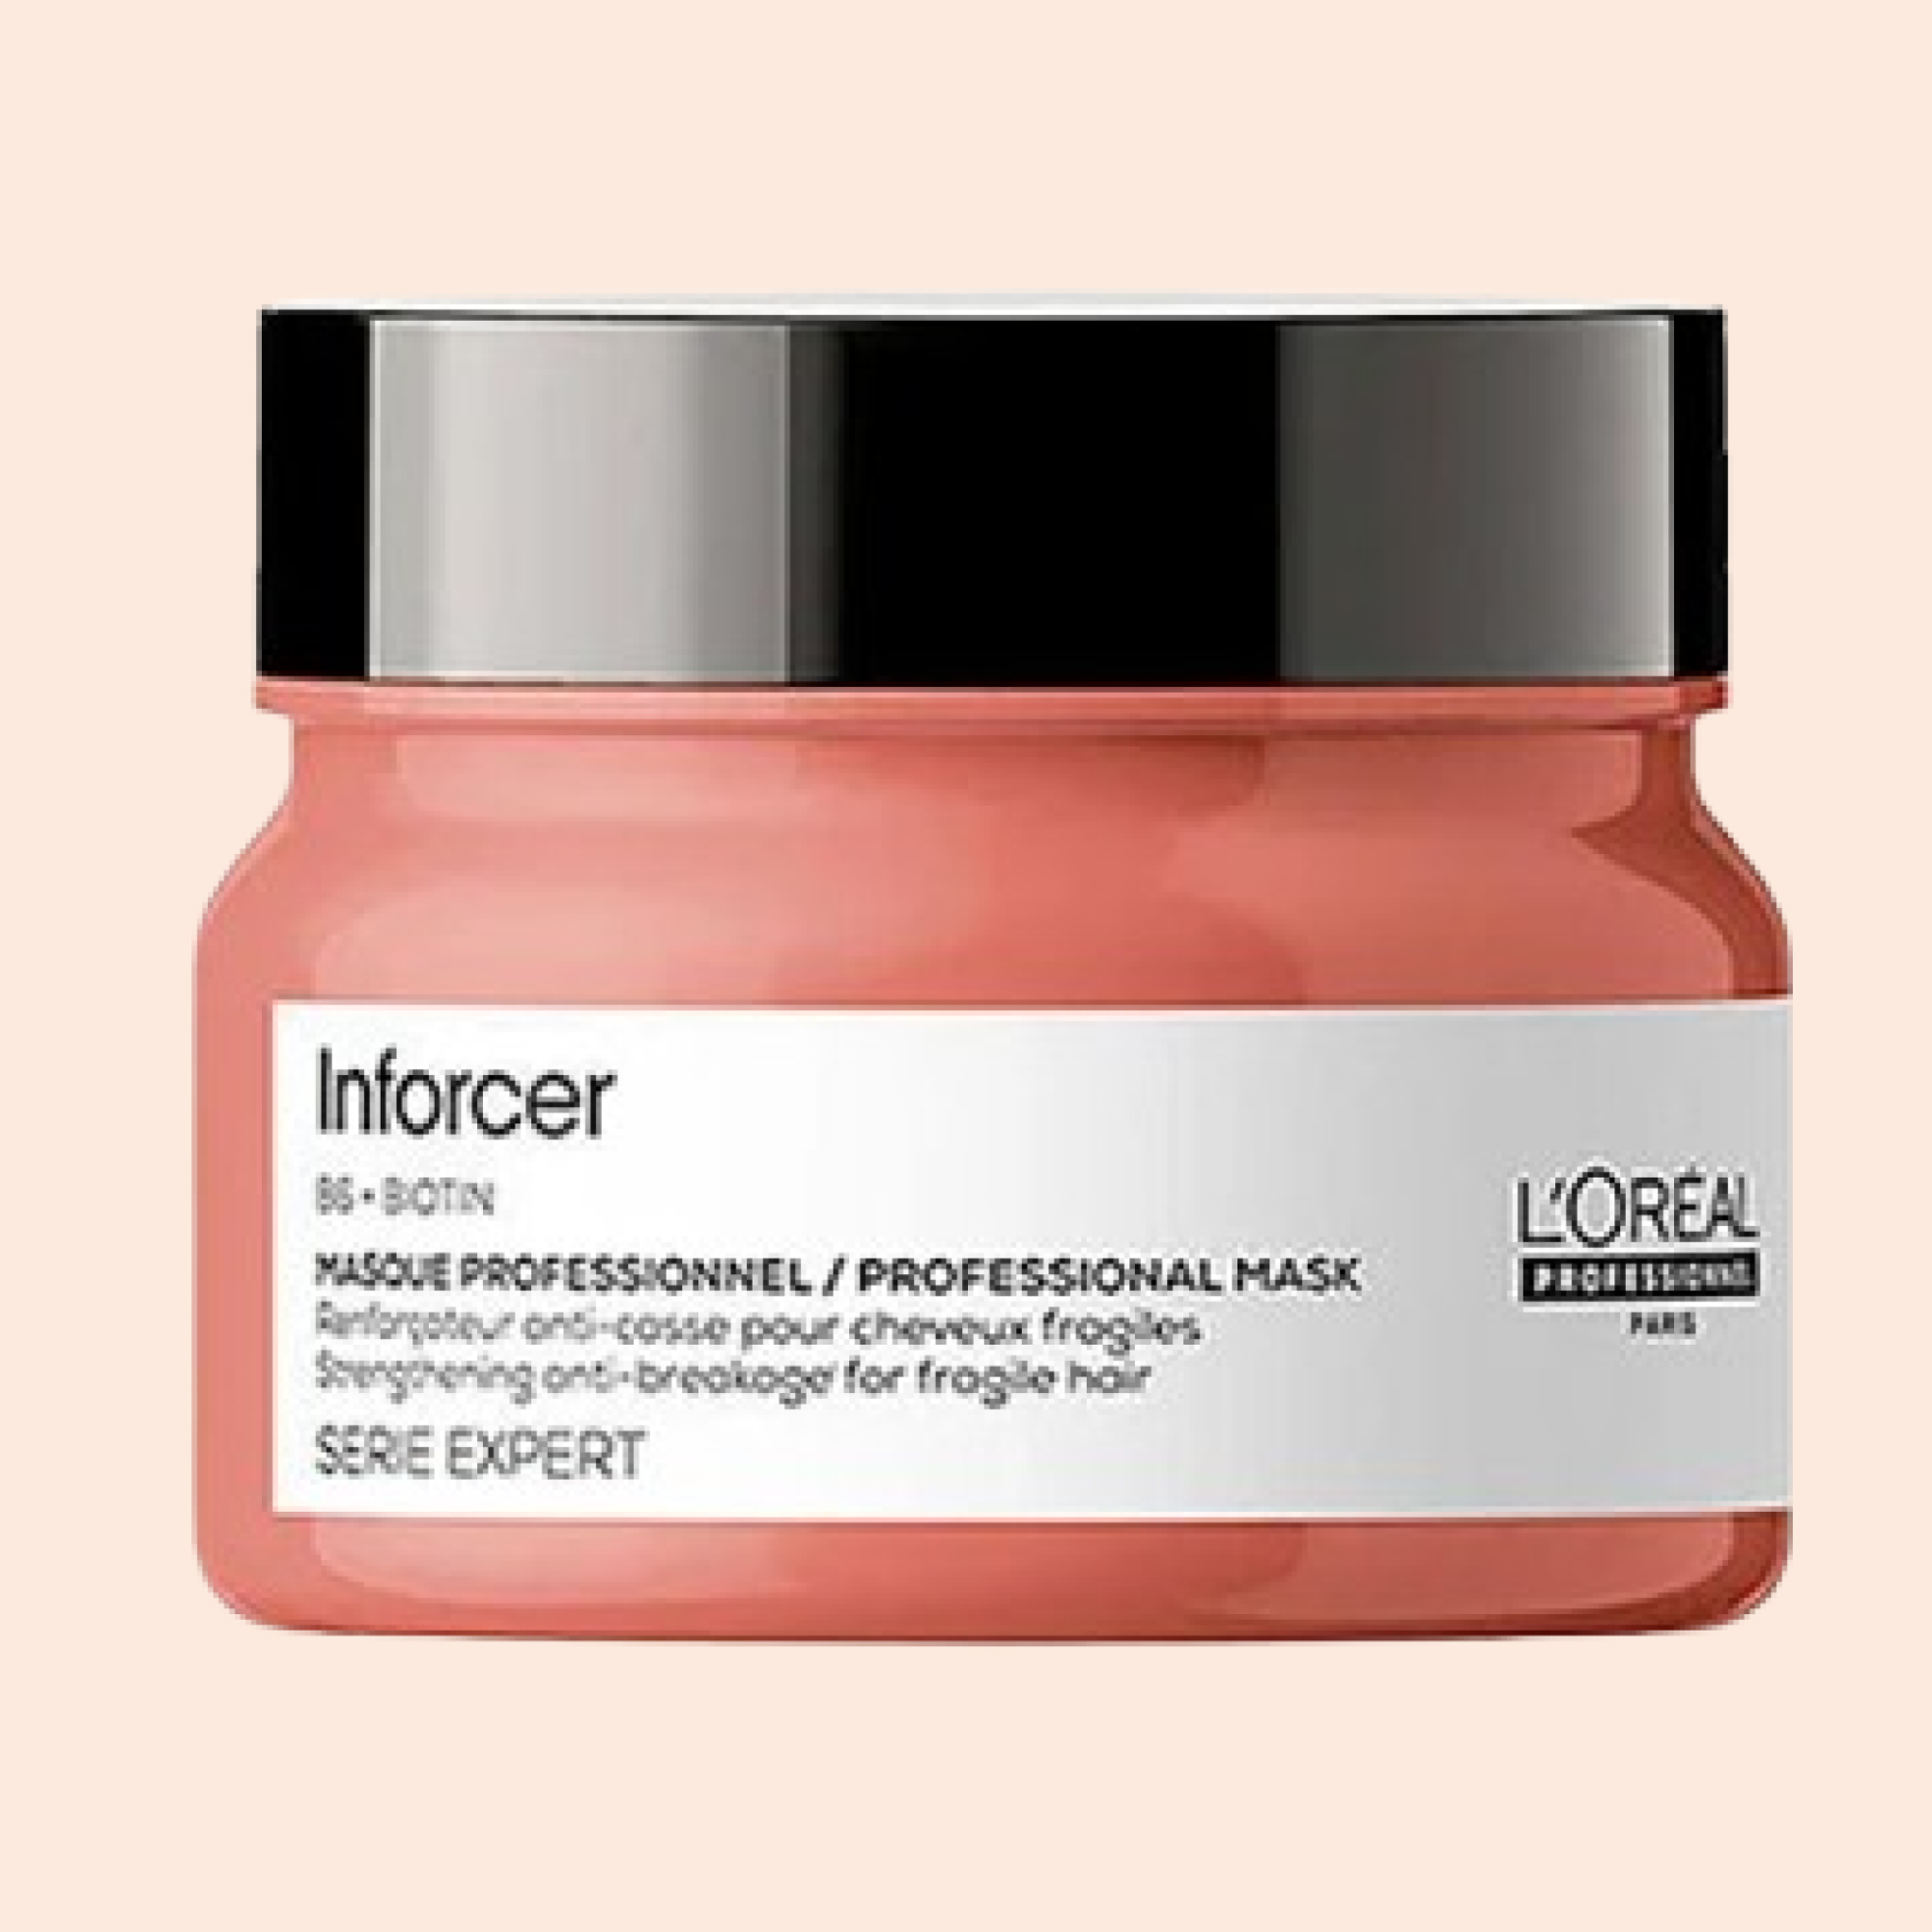 Inforcer
B6 • BIOTIN
MASQUE PROFESSIONNEL / PROFESSIONAL MASK
Renforçateur anti-casse pour cheveux fragiles
Strengthening anti-breakage for fragile hair
SERIE EXPERT
L'ORÉAL
PROFESSIONNEL
PARIS